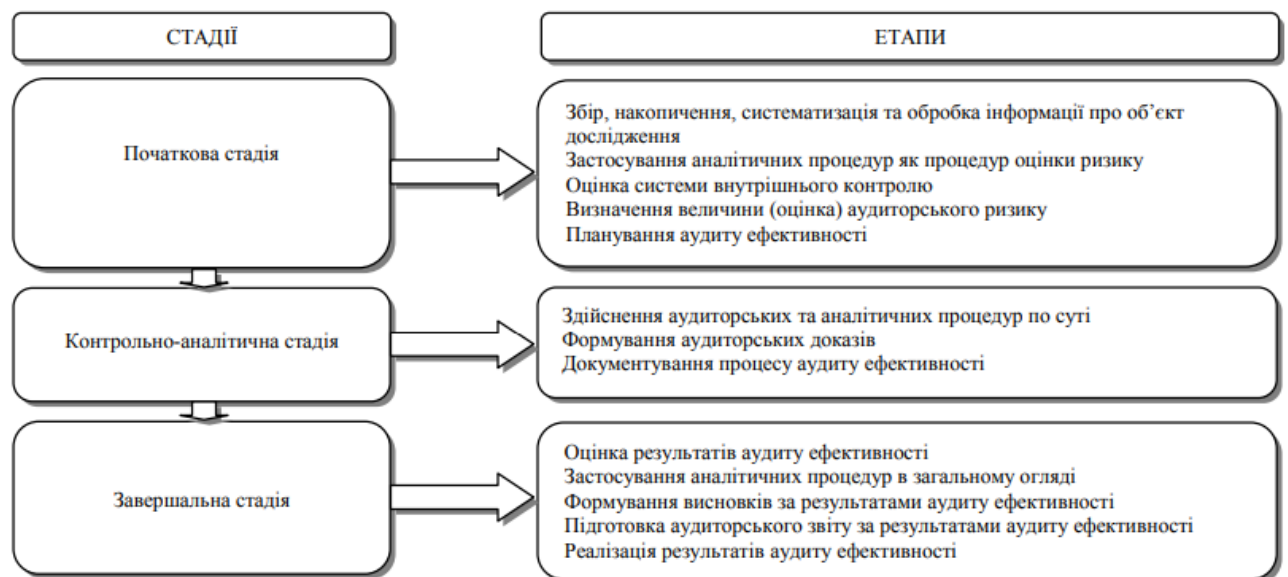 СТАДІЇ
ЕТАПИ
Початкова стадія
Збір, накопичення, систематизація та обробка інформації про об’єкт
дослідження
Застосування аналітичних процедур як процедур оцінки ризику
Оцінка системи внутрішнього контролю
Визначення величини (оцінка) аудиторського ризику
Планування аудиту ефективності
Контрольно-аналітична стадія
Здійснення аудиторських та аналітичних процедур по суті
Формування аудиторських доказів
Документування процесу аудиту ефективності
Завершальна стадія
Оцінка результатів аудиту ефективності
Застосування аналітичних процедур в загальному огляді
Формування висновків за результатами аудиту ефективності
Підготовка аудиторського звіту за результатами аудиту ефективності
Реалізація результатів аудиту ефективності